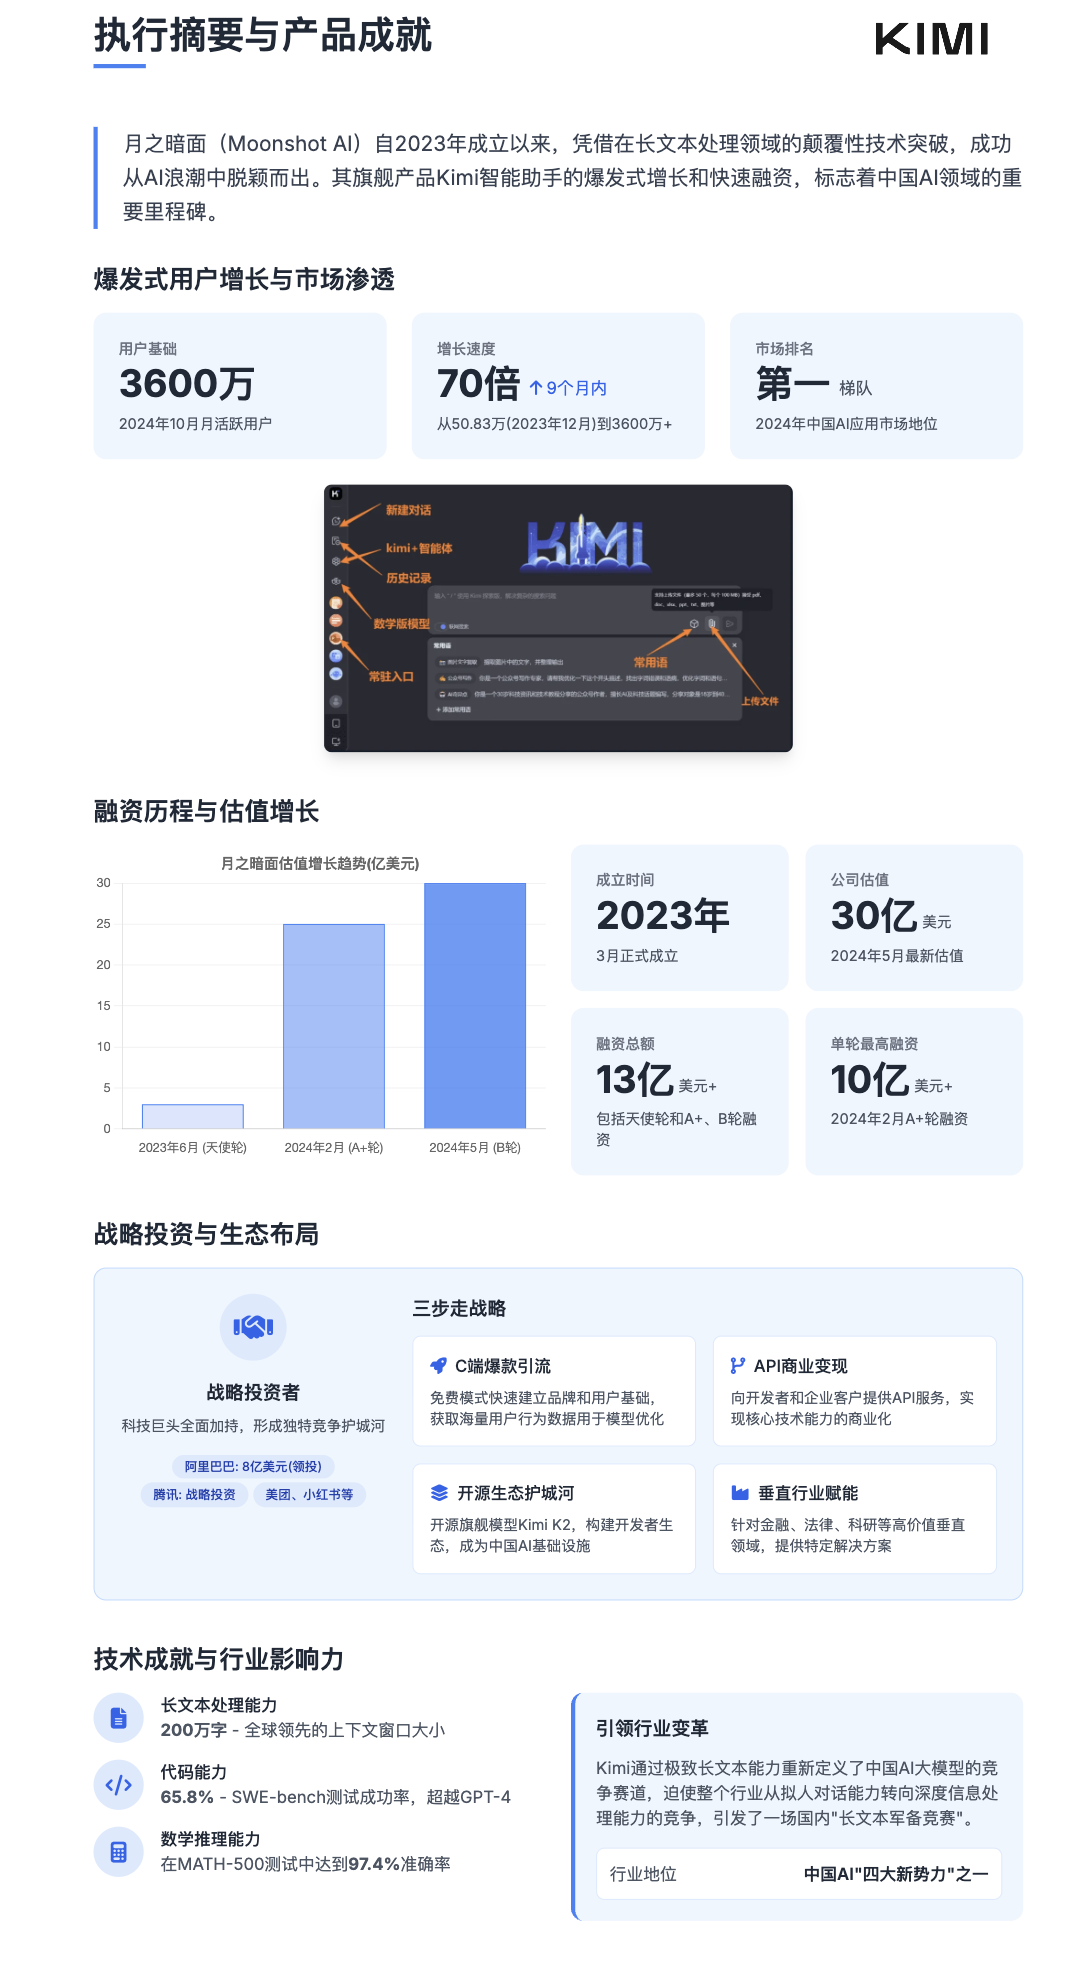 执行摘要与产品成就
KIMI
月之暗面（Moonshot AI）自2023年成立以来，凭借在长文本处理领域的颠覆性技术突破，成功
从AI浪潮中脱颖而出。其旗舰产品Kimi智能助手的爆发式增长和快速融资，标志着中国AI领域的重
要里程碑。
爆发式用户增长与市场渗透
用户基础
3600万
2024年10月月活跃用户
增长速度
70倍 9个月内
从50.83万(2023年12月)到3600万+
市场排名
第一 梯队
2024年中国AI应用市场地位
新建对话
kimi+智能体
历史记录
数学版模型
常驻入口
KIMI
常用语
常用语
上传文件
添加常用语
融资历程与估值增长
月之暗面估值增长趋势(亿美元)
30
25
20
15
10
5
0
2023年6月 (天使轮)
2024年2月 (A+轮)
2024年5月 (B轮)
成立时间
2023年
3月正式成立
公司估值
30亿 美元
2024年5月最新估值
融资总额
13亿 美元+
包括天使轮和A+、B轮融
资
单轮最高融资
10亿 美元+
2024年2月A+轮融资
战略投资与生态布局
战略投资者
科技巨头全面加持，形成独特竞争护城河
阿里巴巴: 8亿美元(领投)
腾讯: 战略投资
美团、小红书等
三步走战略
C端爆款引流
免费模式快速建立品牌和用户基础，
获取海量用户行为数据用于模型优化
API商业变现
向开发者和企业客户提供API服务，实
现核心技术能力的商业化
开源生态护城河
开源旗舰模型Kimi K2，构建开发者生
态，成为中国AI基础设施
垂直行业赋能
针对金融、法律、科研等高价值垂直
领域，提供特定解决方案
技术成就与行业影响力
长文本处理能力
200万字 - 全球领先的上下文窗口大小
代码能力
65.8% - SWE-bench测试成功率，超越GPT-4
数学推理能力
在MATH-500测试中达到97.4%准确率
引领行业变革
Kimi通过极致长文本能力重新定义了中国AI大模型的竞
争赛道，迫使整个行业从拟人对话能力转向深度信息处
理能力的竞争，引发了一场国内"长文本军备竞赛"。
行业地位
中国AI"四大新势力"之一